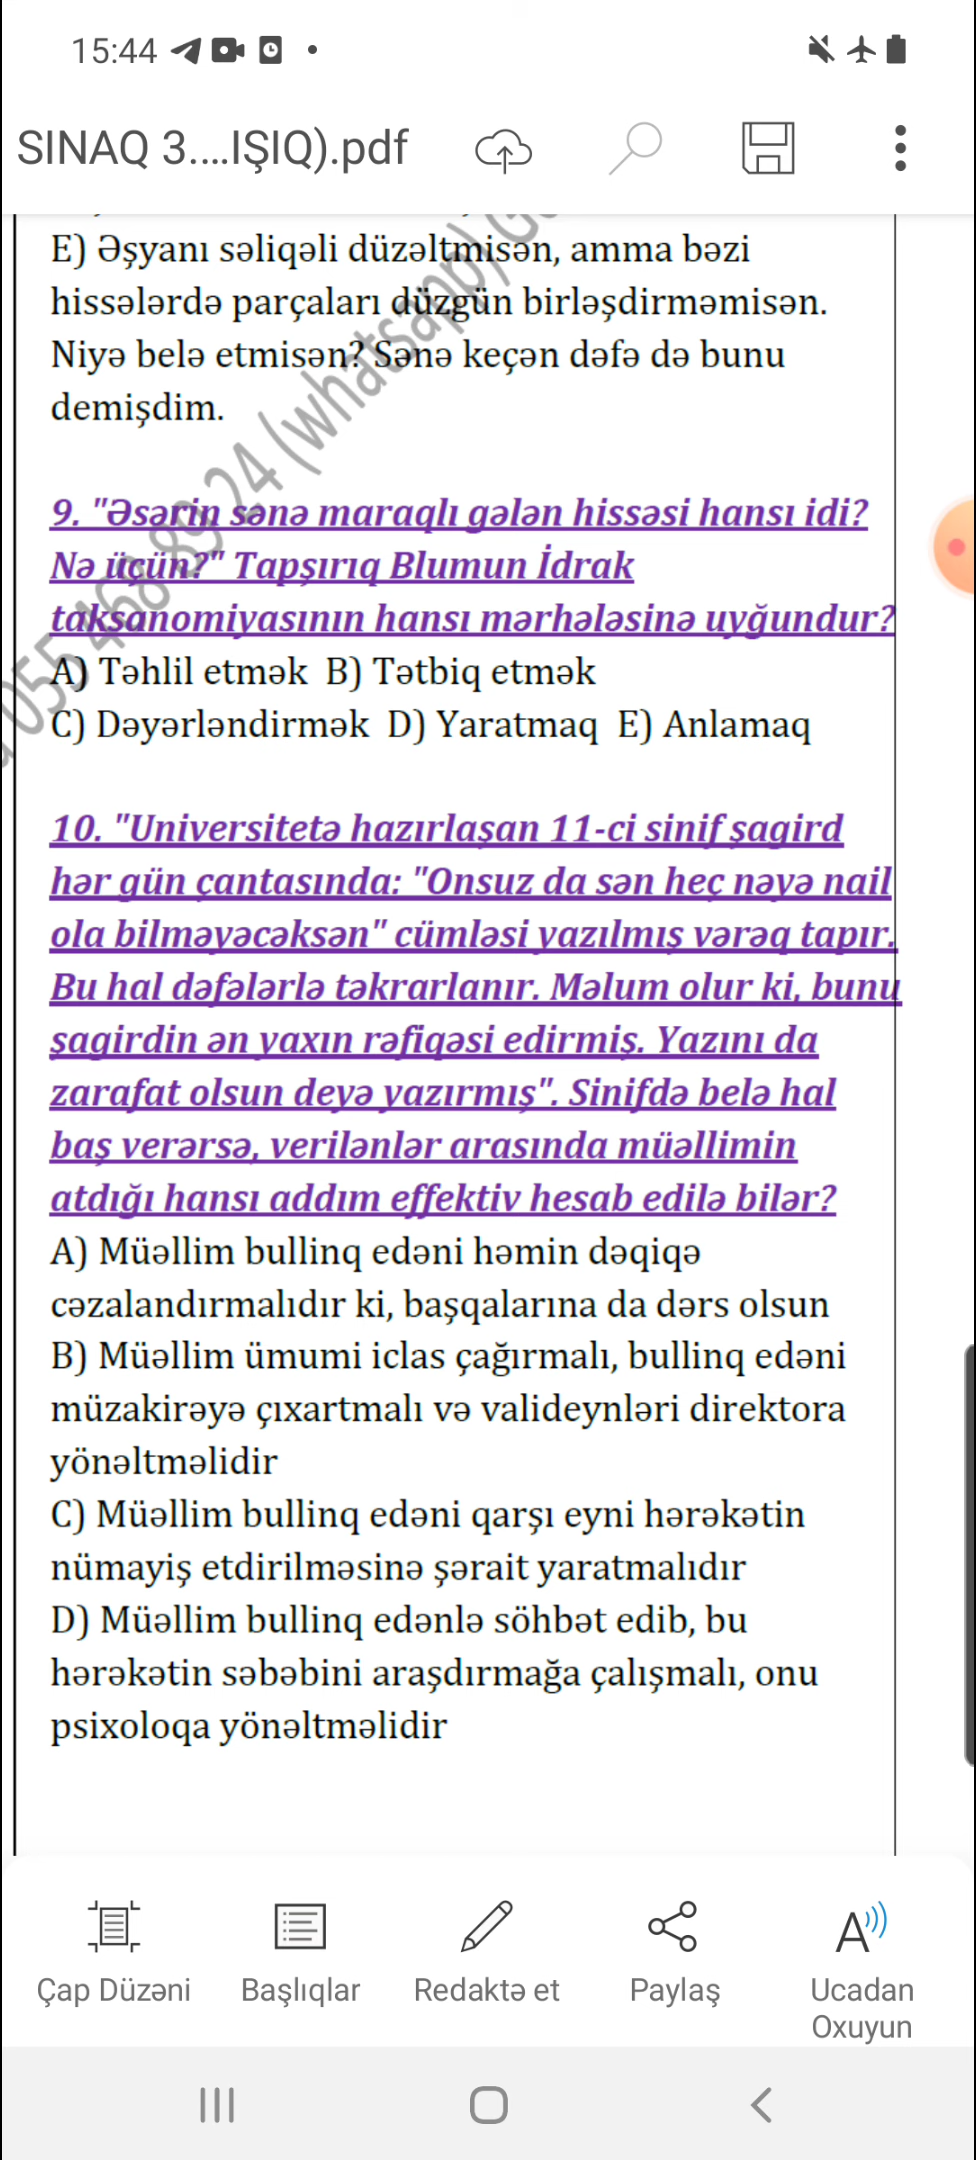 15:44
SINAQ 3....IŞIQ).pdf
E) Əşyanı səliqəli düzəltmisən, amma bəzi
hissələrdə parçaları düzgün birləşdirməmisən.
Niyə belə etmisən? Sənə keçən dəfə də bunu
demişdim.
055 468 89 24 (whatsapp)
9. "Əsərin sənə maraqlı gələn hissəsi hansı idi?
Nə üçün?" Tapşırıq Blumun İdrak
taksanomiyasının hansı mərhələsinə uyğundur?
A) Təhlil etmək B) Tətbiq etmək
C) Dəyərləndirmək D) Yaratmaq E) Anlamaq
10. "Universitetə hazırlaşan 11-ci sinif şagird
hər gün çantasında: "Onsuz da sən heç nəyə nail
ola bilməyəcəksən" cümləsi yazılmış vərəq tapır.
Bu hal dəfələrlə təkrarlanır. Məlum olur ki, bunu
şagirdin ən yaxın rəfiqəsi edirmiş. Yazını da
zarafat olsun deyə yazırmış". Sinifdə belə hal
baş verərsə, verilənlər arasında müəllimin
atdığı hansı addım effektiv hesab edilə bilər?
A) Müəllim bullinq edəni həmin dəqiqə
cəzalandırmalıdır ki, başqalarına da dərs olsun
B) Müəllim ümumi iclas çağırmalı, bullinq edəni
müzakirəyə çıxartmalı və valideynləri direktora
yönəltməlidir
C) Müəllim bullinq edəni qarşı eyni hərəkətin
nümayiş etdirilməsinə şərait yaratmalıdır
D) Müəllim bullinq edənlə söhbət edib, bu
hərəkətin səbəbini araşdırmağa çalışmalı, onu
psixoloqa yönəltməlidir
Çap Düzəni
Başlıqlar
Redaktə et
Paylaş
Ucadan
Oxuyun